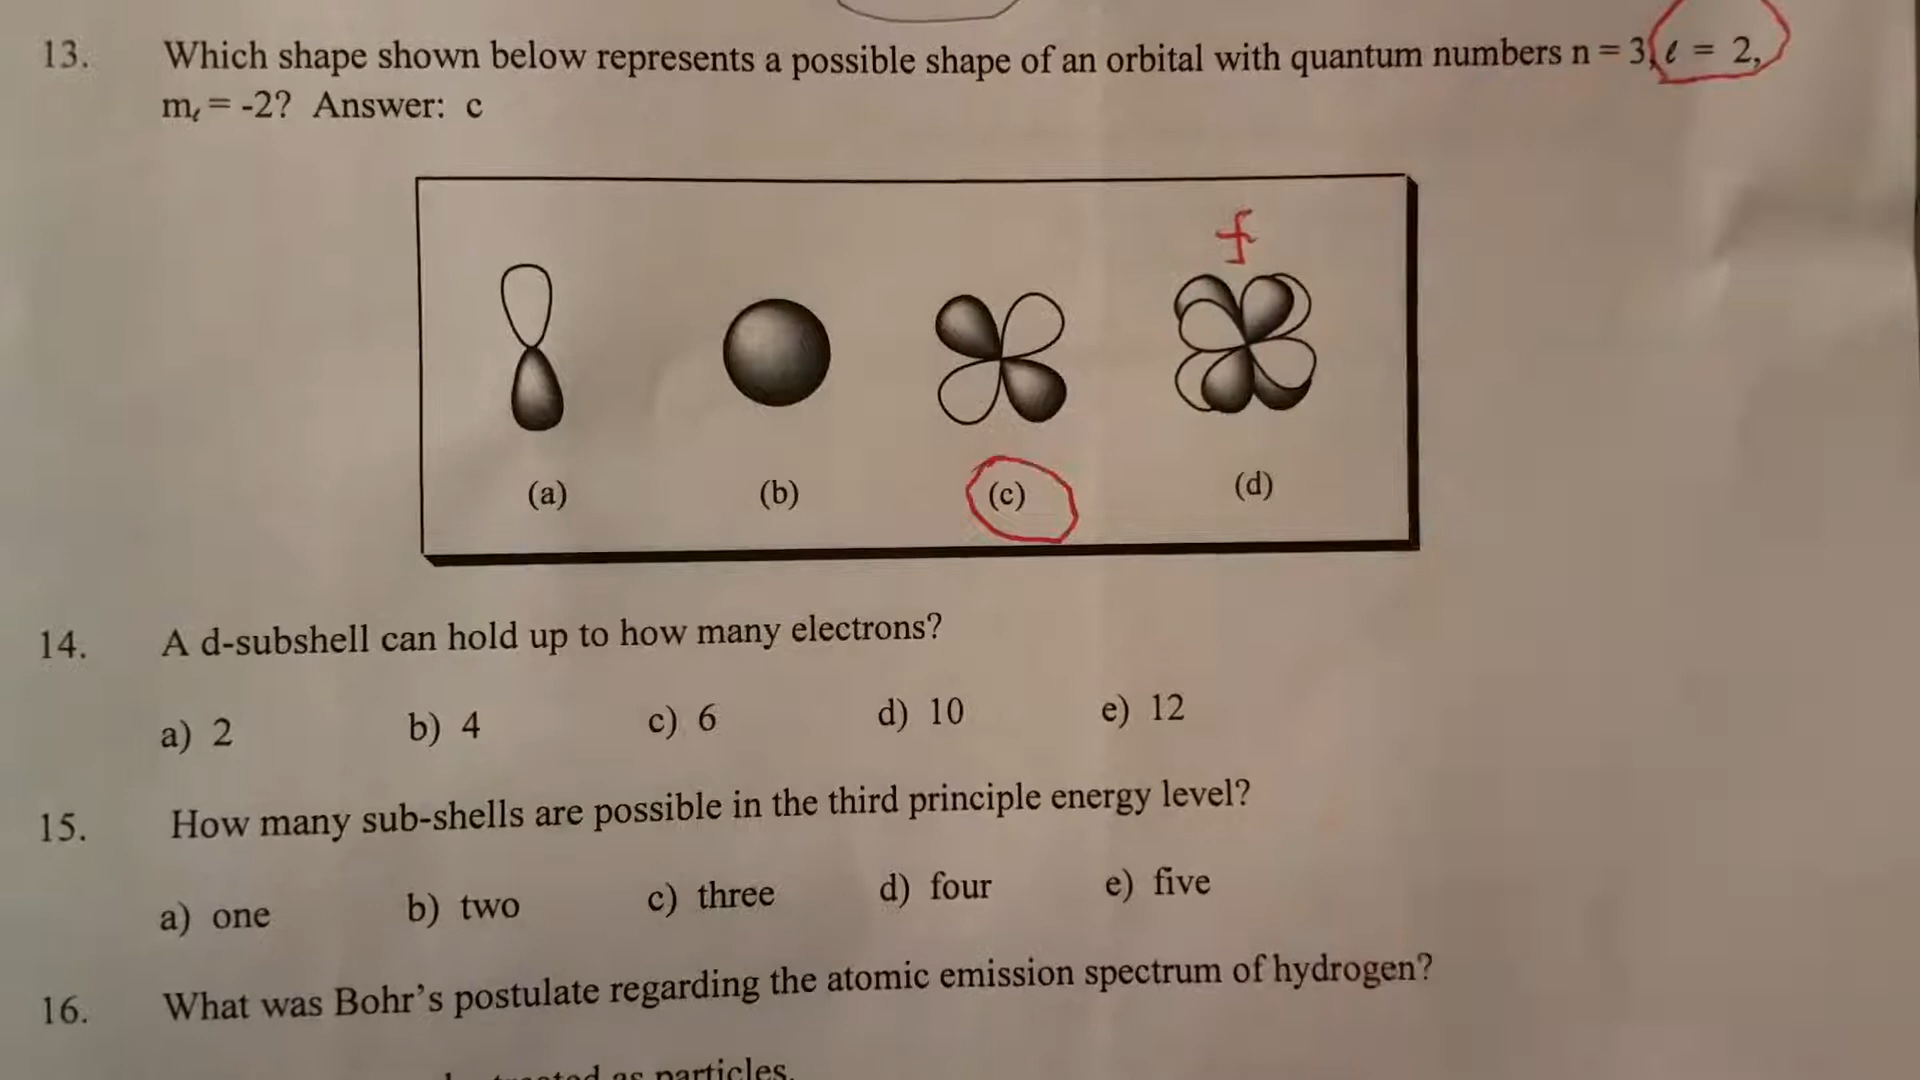 13. Which shape shown below represents a possible shape of an orbital with quantum numbers n = 3, ℓ = 2,
mℓ = -2? Answer: c
f
(a) (b) (c) (d)
14. A d-subshell can hold up to how many electrons?
a) 2 b) 4 c) 6 d) 10 e) 12
15. How many sub-shells are possible in the third principle energy level?
a) one b) two c) three d) four e) five
16. What was Bohr's postulate regarding the atomic emission spectrum of hydrogen?
as particles.